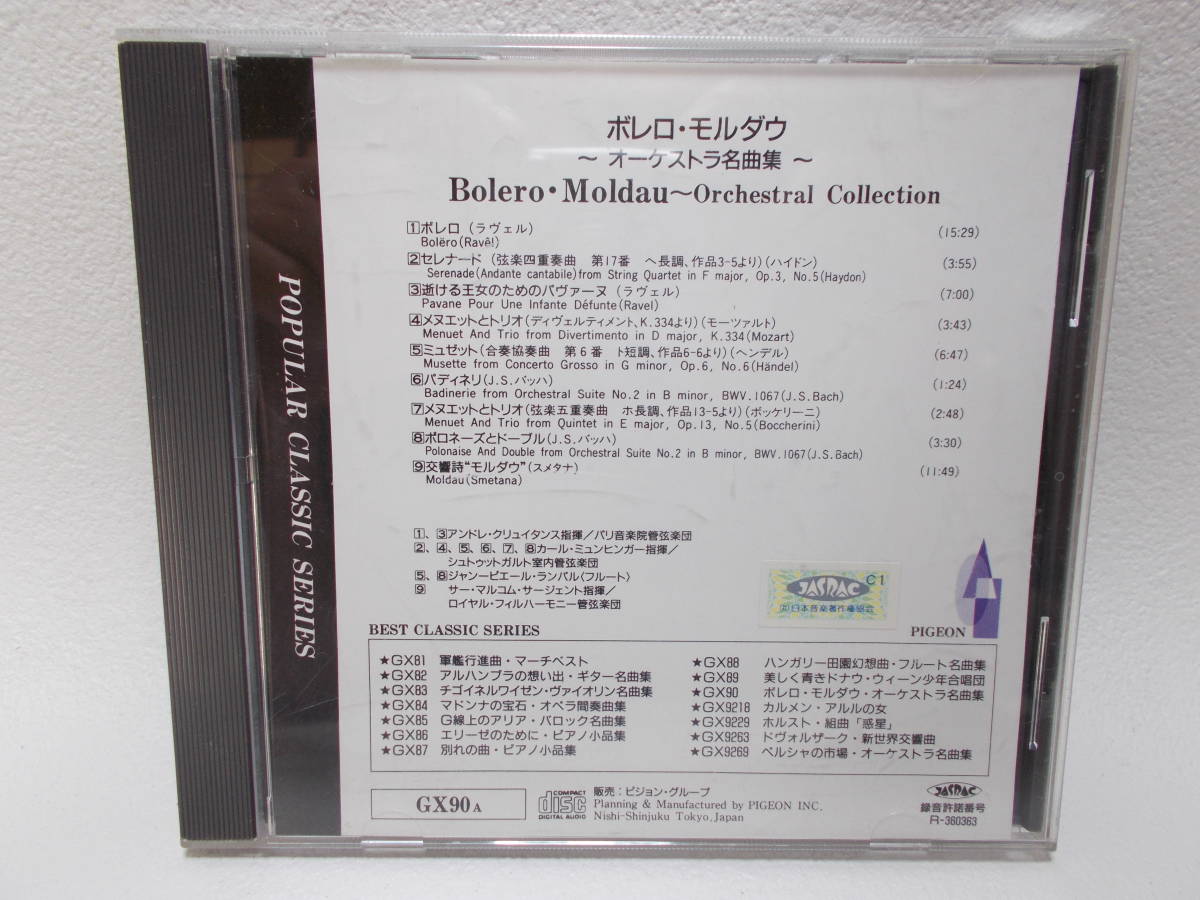 POPULAR CLASSIC SERIES
ボレロ・モルダウ
～ オーケストラ名曲集 ～
Bolero・Moldau～Orchestral Collection
1ボレロ (ラヴェル) (15:29)
Bolëro(Ravêl)
2セレナード (弦楽四重奏曲 第17番 ヘ長調、作品3-5より)(ハイドン) (3:55)
Serenade(Andante cantabile)from String Quartet in F major, Op.3, No.5(Haydon)
3逝ける王女のためのパヴァーヌ (ラヴェル) (7:00)
Pavane Pour Une Infante Défunte(Ravel)
4メヌエットとトリオ(ディヴェルティメント、K.334より)(モーツァルト) (3:43)
Menuet And Trio from Divertimento in D major, K.334(Mozart)
5ミュゼット(合奏協奏曲 第6番 ト短調、作品6-6より)(ヘンデル) (6:47)
Musette from Concerto Grosso in G minor, Op.6, No.6(Händel)
6バディネリ(J.S.バッハ) (1:24)
Badinerie from Orchestral Suite No.2 in B minor, BWV.1067(J.S.Bach)
7メヌエットとトリオ(弦楽五重奏曲 ホ長調、作品13-5より)(ボッケリーニ) (2:48)
Menuet And Trio from Quintet in E major, Op.13, No.5(Boccherini)
8ポロネーズとドーブル(J.S.バッハ) (3:30)
Polonaise And Double from Orchestral Suite No.2 in B minor, BWV.1067(J.S.Bach)
9交響詩“モルダウ”(スメタナ) (11:49)
Moldau(Smetana)
1、3アンドレ・クリュイタンス指揮／パリ音楽院管弦楽団
2、4、5、6、7、8カール・ミュンヒンガー指揮／
シュトゥットガルト室内管弦楽団
5、8ジャンーピエール・ランパル〈フルート〉
9 サー・マルコム・サージェント指揮／
ロイヤル・フィルハーモニー管弦楽団
JASRAC C1
日本音楽著作権協会
PIGEON
BEST CLASSIC SERIES
★GX81 軍艦行進曲・マーチベスト
★GX82 アルハンブラの想い出・ギター名曲集
★GX83 チゴイネルワイゼン・ヴァイオリン名曲集
★GX84 マドンナの宝石・オペラ間奏曲集
★GX85 G線上のアリア・バロック名曲集
★GX86 エリーゼのために・ピアノ小品集
★GX87 別れの曲・ピアノ小品集
★GX88 ハンガリー田園幻想曲・フルート名曲集
★GX89 美しく青きドナウ・ウィーン少年合唱団
★GX90 ボレロ・モルダウ・オーケストラ名曲集
★GX9218 カルメン・アルルの女
★GX9229 ホルスト・組曲「惑星」
★GX9263 ドヴォルザーク・新世界交響曲
★GX9269 ペルシャの市場・オーケストラ名曲集
GX90A
COMPACT
disc
DIGITAL AUDIO
販売：ピジョン・グループ
Planning & Manufactured by PIGEON INC.
Nishi-Shinjuku Tokyo,Japan
JASRAC
録音許諾番号
R-360363